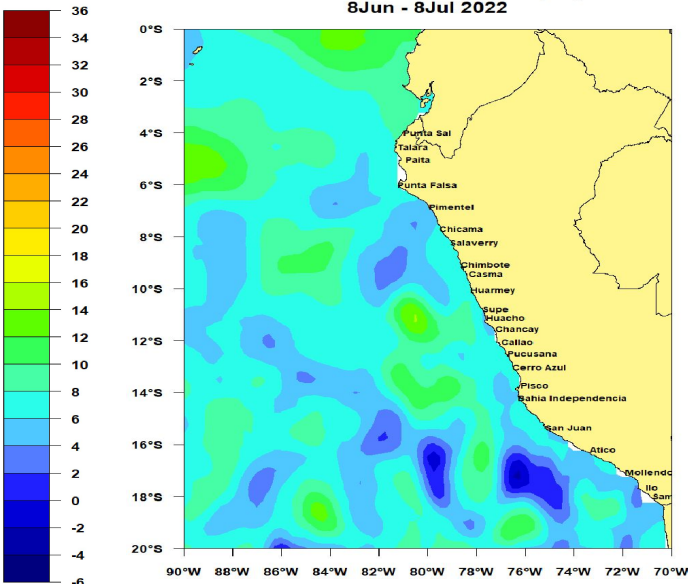 8Jun - 8Jul 2022
36
34
32
30
28
26
24
22
20
18
16
14
12
10
8
6
4
2
0
-2
-4
-6
0°S
2°S
4°S
6°S
8°S
10°S
12°S
14°S
16°S
18°S
20°S
Punta Sal
Talara
Paita
Punta Falsa
Pimentel
Chicama
Salaverry
Chimbote
Casma
Huarmey
Supe
Huacho
Chancay
Callao
Pucusana
Cerro Azul
Pisco
Bahia Independencia
San Juan
Atico
Mollendo
Ilo
Sam
90°W 88°W 86°W 84°W 82°W 80°W 78°W 76°W 74°W 72°W 70°W